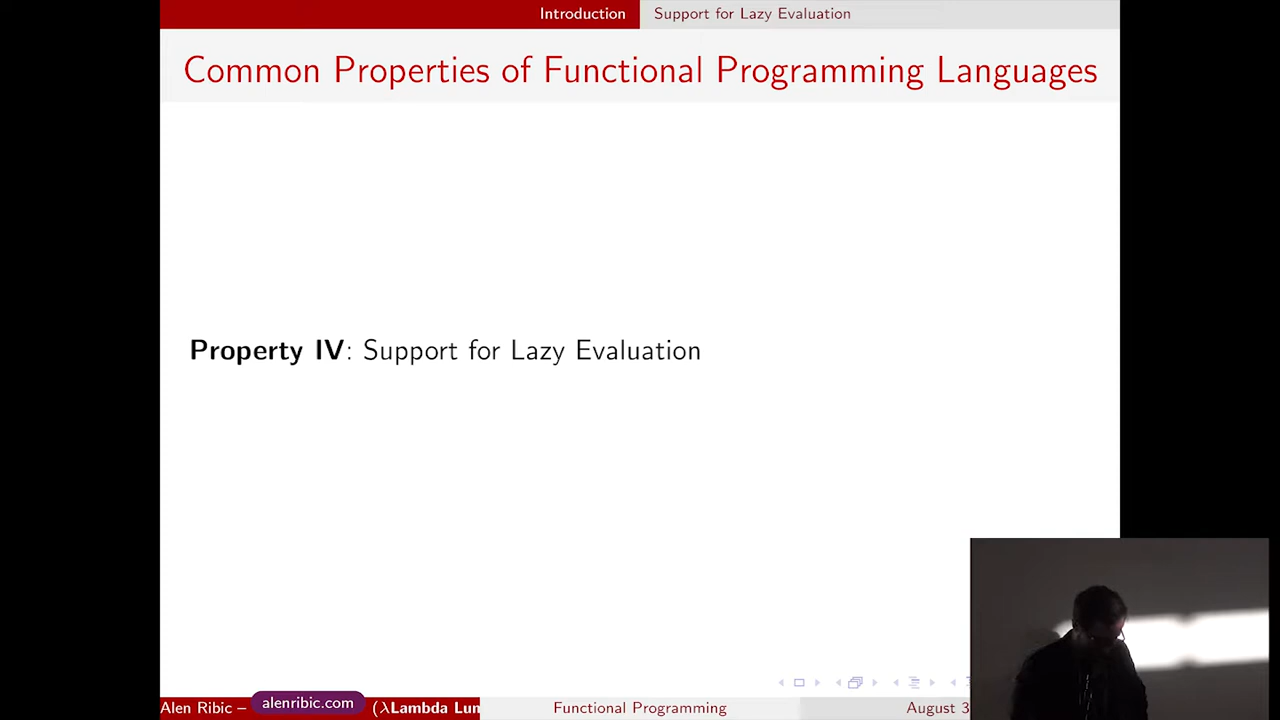 Introduction Support for Lazy Evaluation
Common Properties of Functional Programming Languages
Property IV: Support for Lazy Evaluation
Alen Ribic – alenribic.com (λLambda Lun Functional Programming August 3